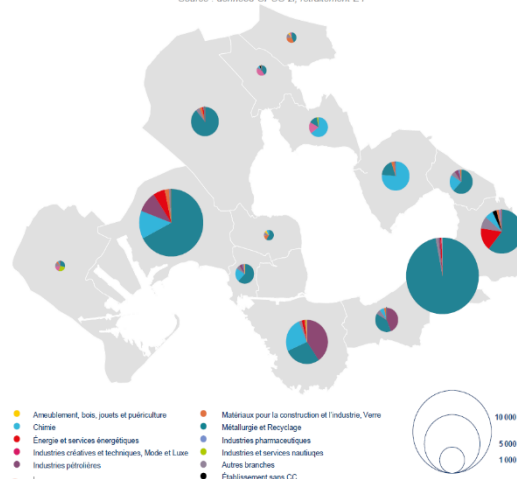 Ameublement, bois, jouets et puériculture
Chimie
Énergie et services énergétiques
Industries créatives et techniques, Mode et Luxe
Industries pétrolières
Matériaux pour la construction et l'industrie, Verre
Métallurgie et Recyclage
Industries pharmaceutiques
Industries et services nautiuqes
Autres branches
Établissement sans CC
10 000
5 000
1 000